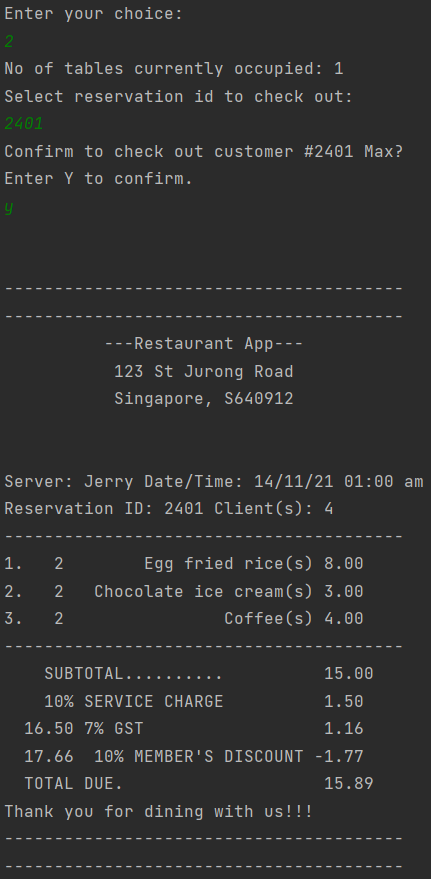 Enter your choice:
2
No of tables currently occupied: 1
Select reservation id to check out:
2401
Confirm to check out customer #2401 Max?
Enter Y to confirm.
y
----------------------------------------
----------------------------------------
---Restaurant App---
123 St Jurong Road
Singapore, S640912
Server: Jerry Date/Time: 14/11/21 01:00 am
Reservation ID: 2401 Client(s): 4
----------------------------------------
1.   2        Egg fried rice(s) 8.00
2.   2   Chocolate ice cream(s) 3.00
3.   2                Coffee(s) 4.00
----------------------------------------
SUBTOTAL..........          15.00
10% SERVICE CHARGE          1.50
16.50 7% GST                  1.16
17.66  10% MEMBER'S DISCOUNT -1.77
TOTAL DUE.                    15.89
Thank you for dining with us!!!
----------------------------------------
----------------------------------------